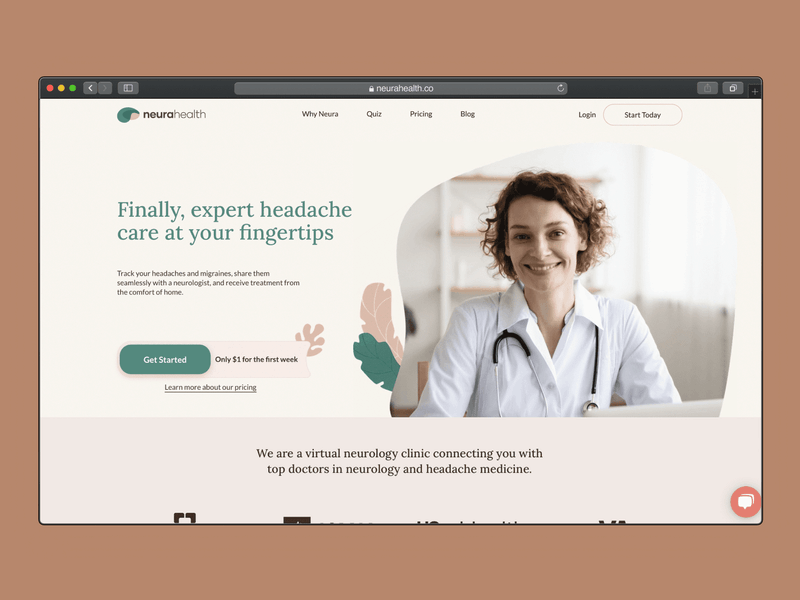 neurahealth.co
neurahealth
Why Neura
Quiz
Pricing
Blog
Login
Start Today
Finally, expert headache
care at your fingertips
Track your headaches and migraines, share them
seamlessly with a neurologist, and receive treatment from
the comfort of home.
Get Started
Only $1 for the first week
Learn more about our pricing
We are a virtual neurology clinic connecting you with
top doctors in neurology and headache medicine.